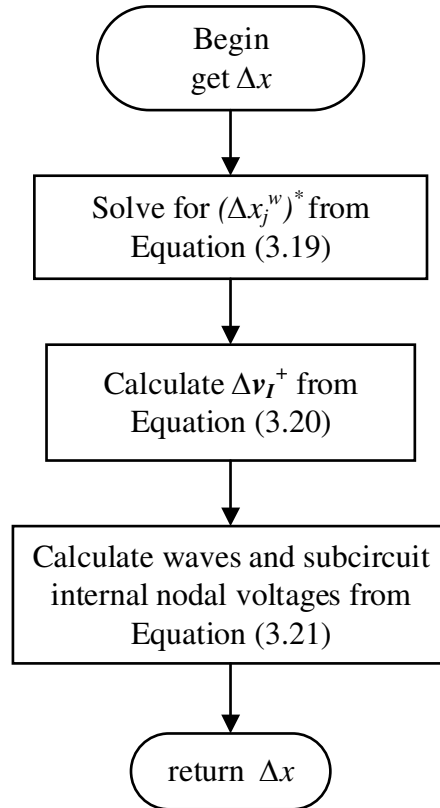 Begin
get Δx
Solve for (Δx_j^w)^* from
Equation (3.19)
Calculate Δv_I^+ from
Equation (3.20)
Calculate waves and subcircuit
internal nodal voltages from
Equation (3.21)
return Δx